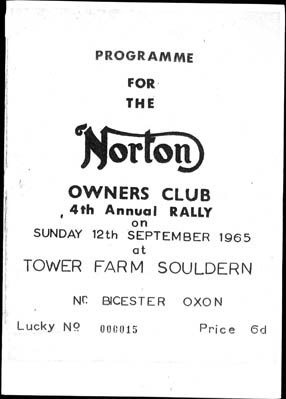 PROGRAMME
FOR
THE
Norton
OWNERS CLUB
4th Annual RALLY
on
SUNDAY 12th SEPTEMBER 1965
at
TOWER FARM SOULDERN
NR BICESTER OXON
Lucky Nº 000015 Price 6d